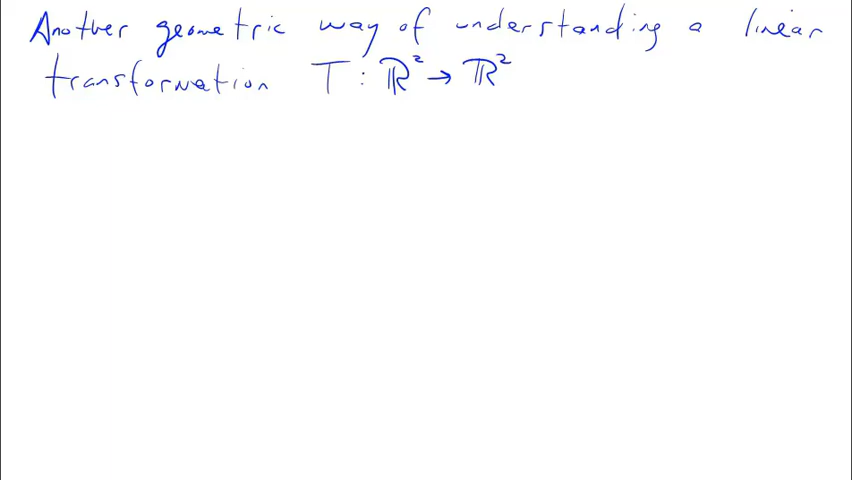 Another geometric way of understanding a linear
transformation T : ℝ² → ℝ²